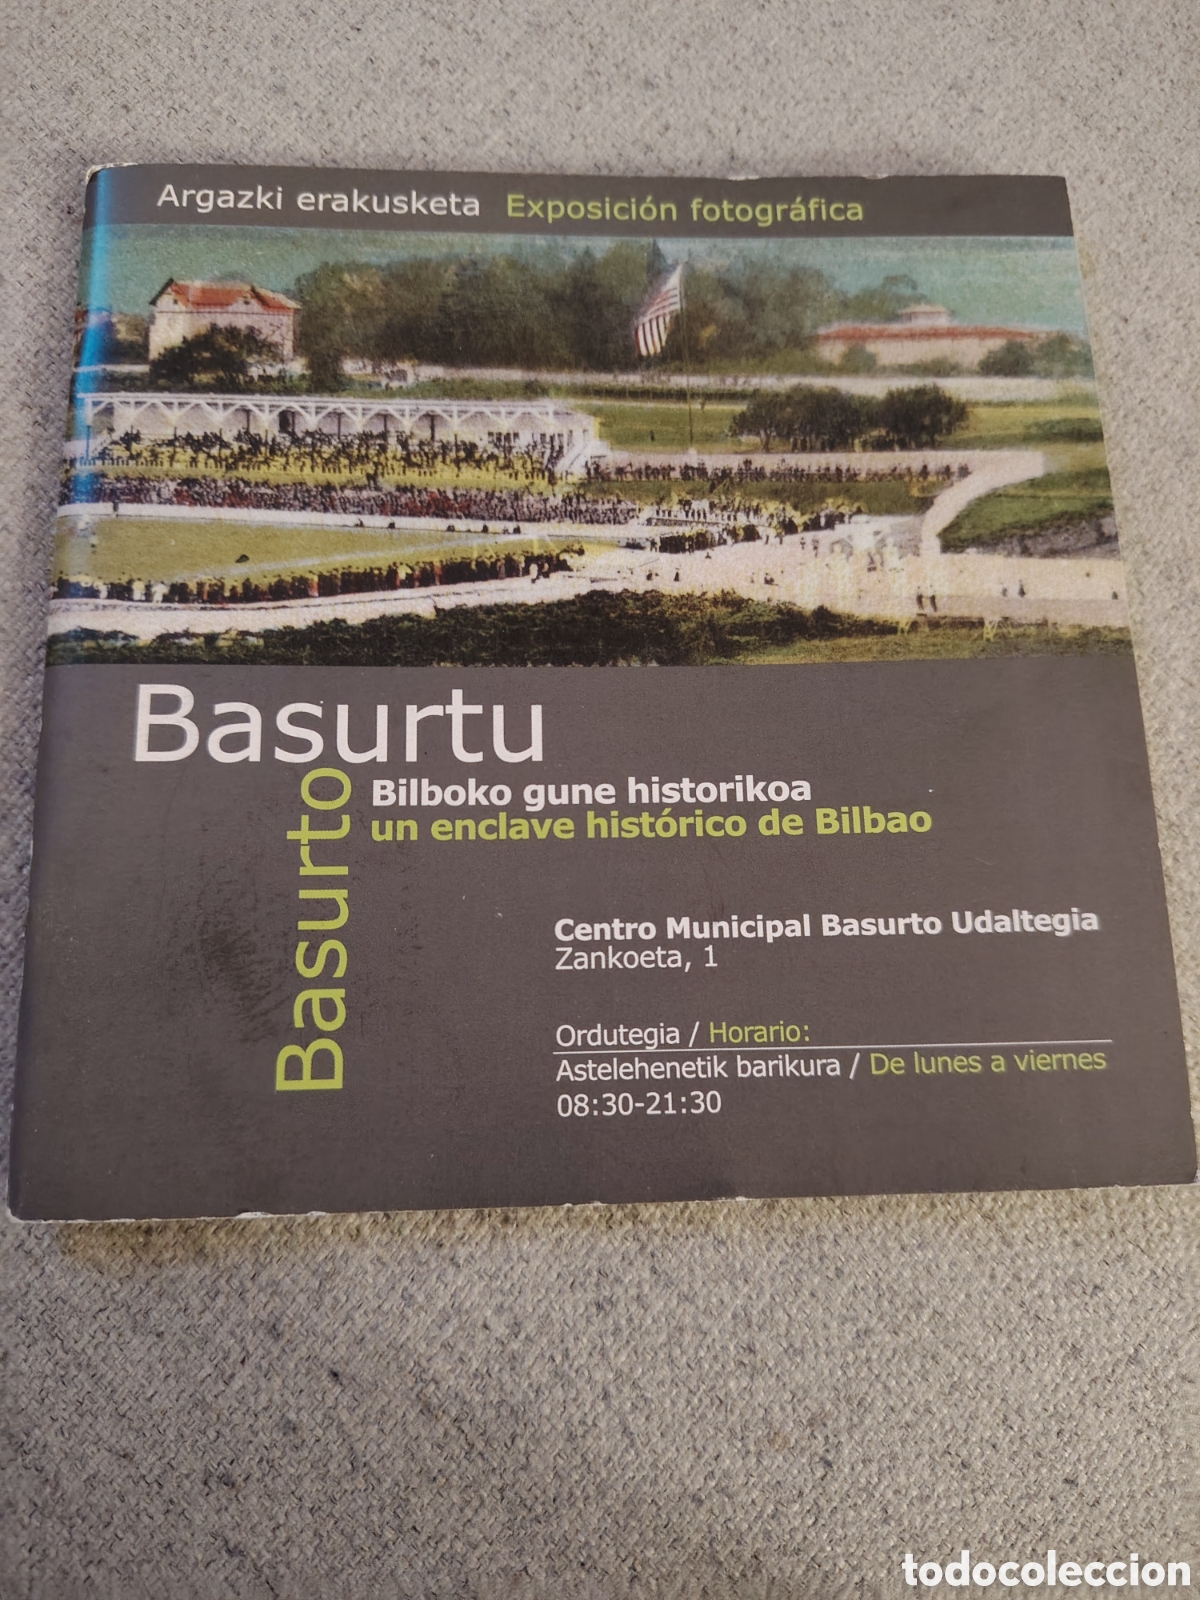 Argazki erakusketa Exposición fotográfica
Basurtu
Basurto
Bilboko gune historikoa
un enclave histórico de Bilbao
Centro Municipal Basurto Udaltegia
Zankoeta, 1
Ordutegia / Horario:
Astelehenetik barikura / De lunes a viernes
08:30-21:30
todocoleccion